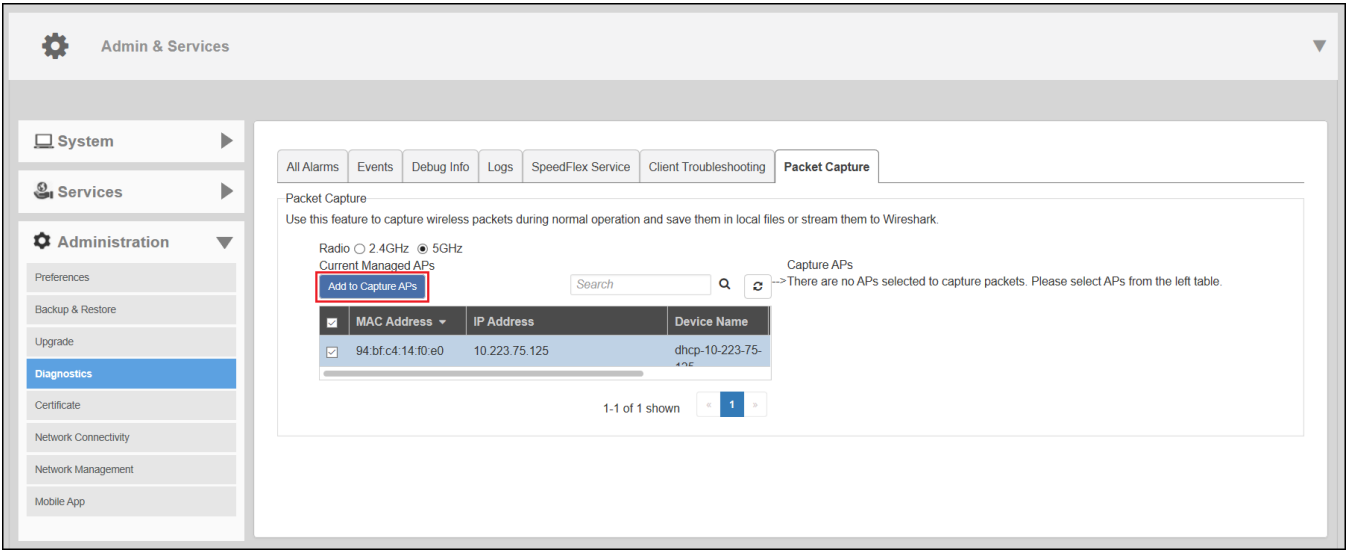 Admin & Services
System
Services
Administration
Preferences
Backup & Restore
Upgrade
Diagnostics
Certificate
Network Connectivity
Network Management
Mobile App
All Alarms Events Debug Info Logs SpeedFlex Service Client Troubleshooting Packet Capture
Packet Capture
Use this feature to capture wireless packets during normal operation and save them in local files or stream them to Wireshark.
Radio 2.4GHz 5GHz
Current Managed APs
Add to Capture APs Search
MAC Address IP Address Device Name
94:bf:c4:14:f0:e0 10.223.75.125 dhcp-10-223-75-
125
1-1 of 1 shown « 1 »
Capture APs
-->There are no APs selected to capture packets. Please select APs from the left table.